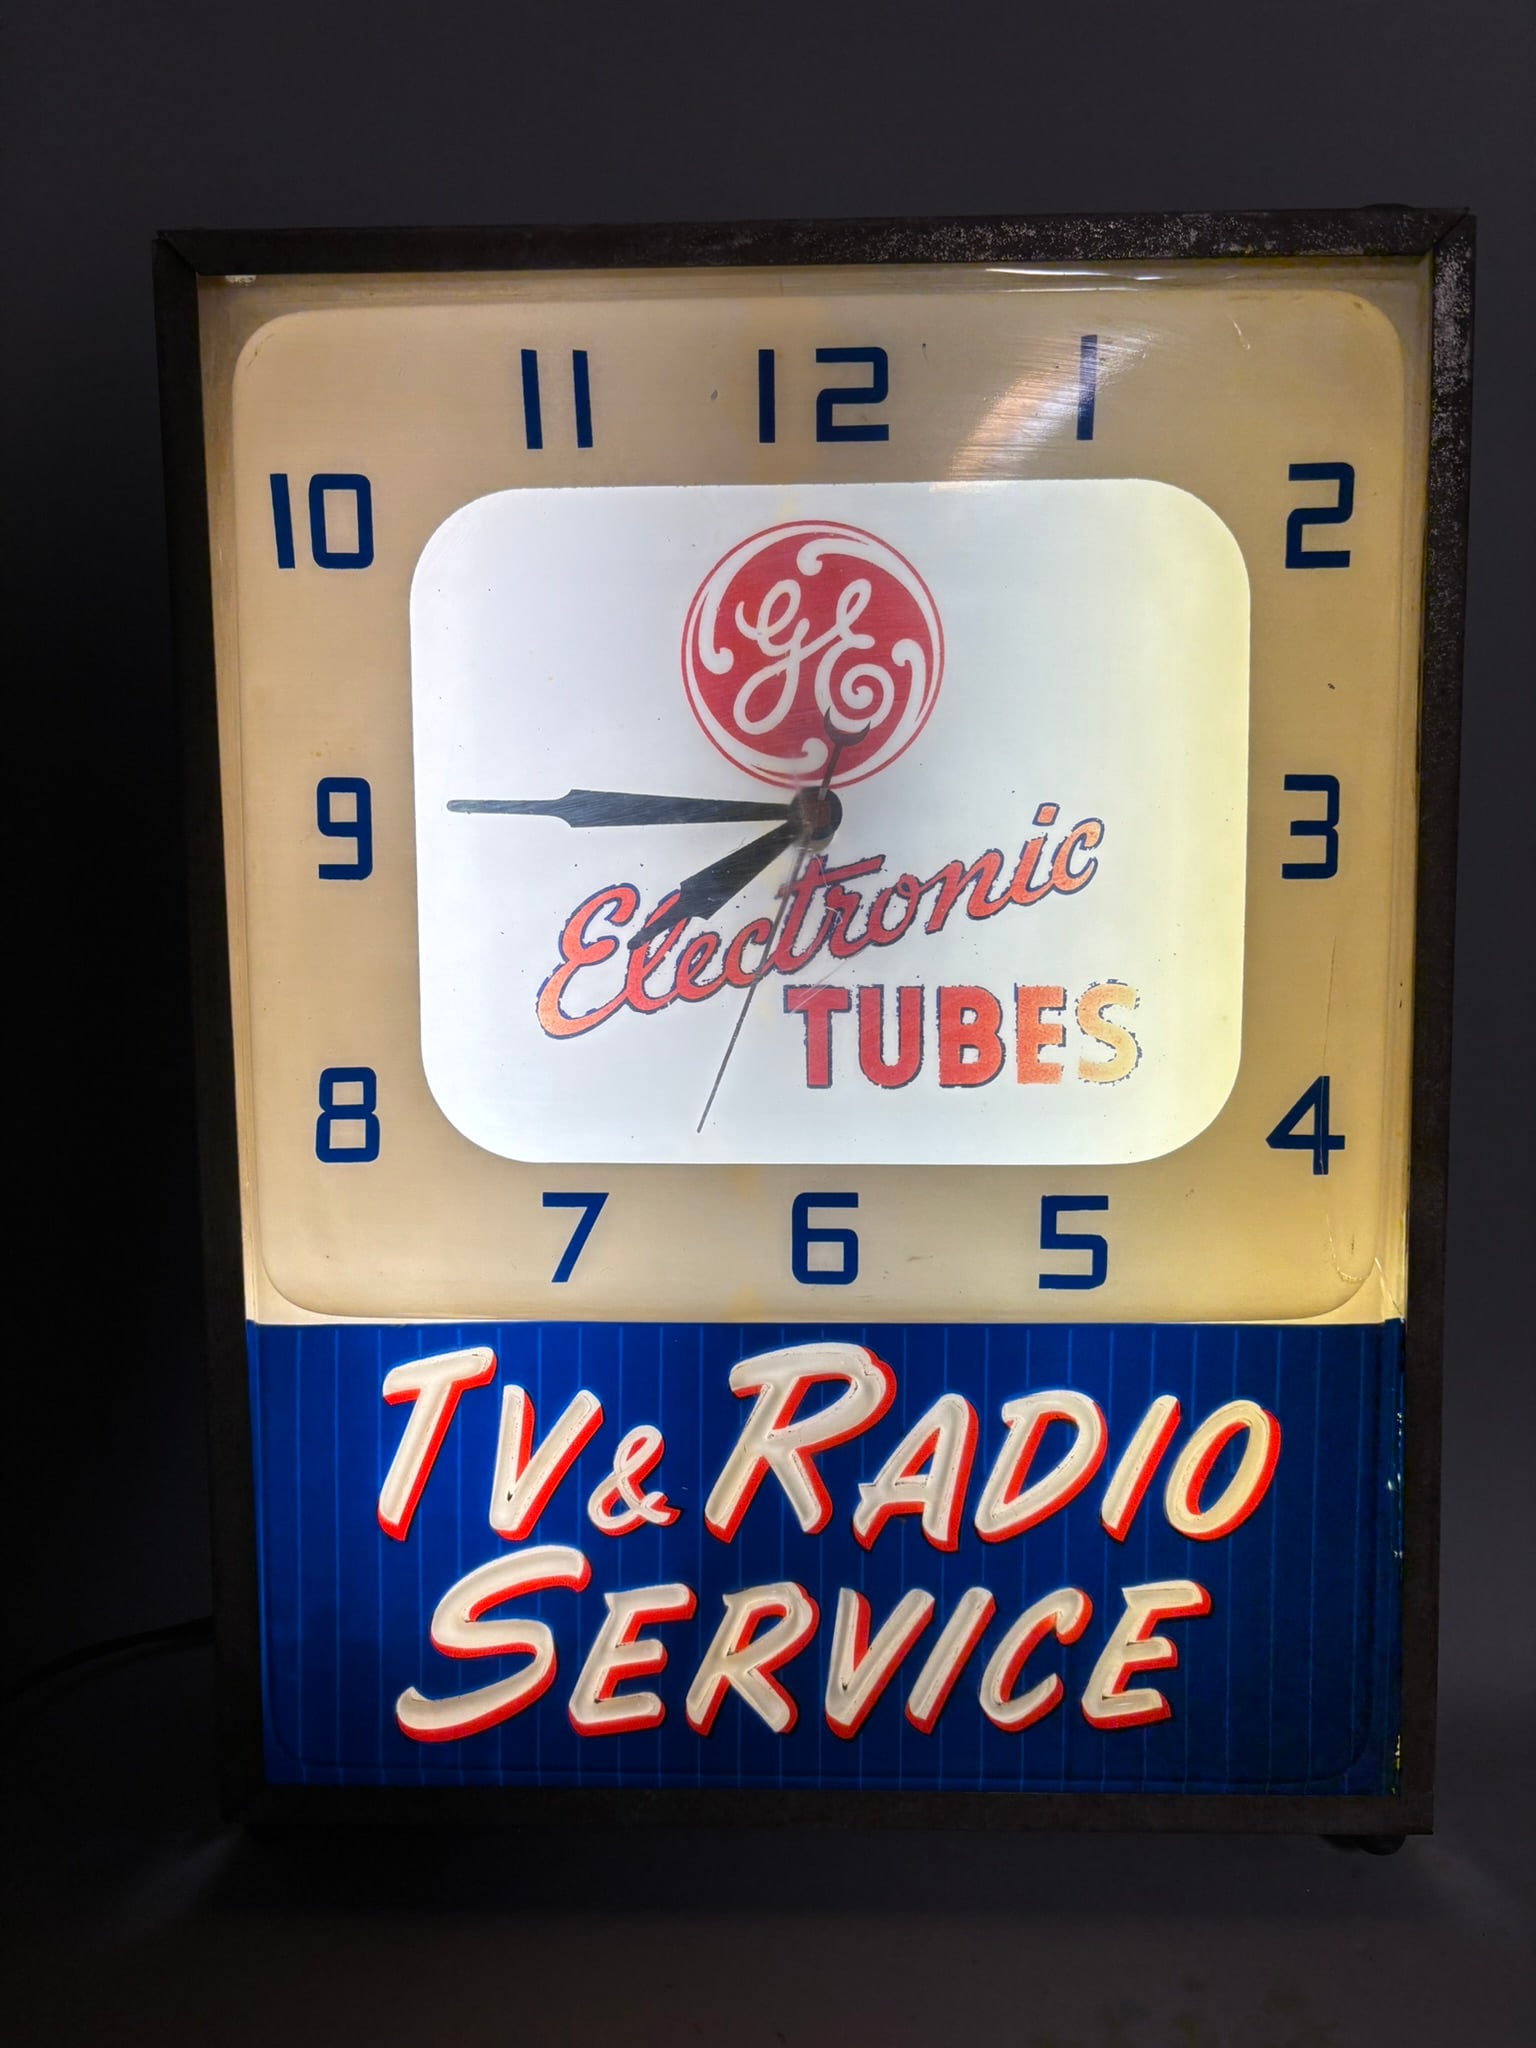 11 12 1
10 2
GE
9 3
Electronic
TUBES
8 4
7 6 5
TV & RADIO
SERVICE